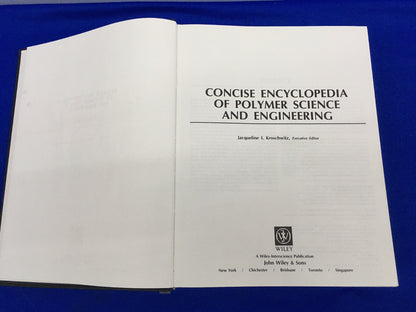 CONCISE ENCYCLOPEDIA
OF POLYMER SCIENCE
AND ENGINEERING
Jacqueline I. Kroschwitz, Executive Editor
WILEY
A Wiley-Interscience Publication
John Wiley & Sons
New York / Chichester / Brisbane / Toronto / Singapore